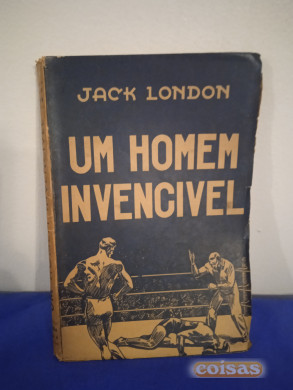 JACK LONDON
UM HOMEM
INVENCIVEL
coisas